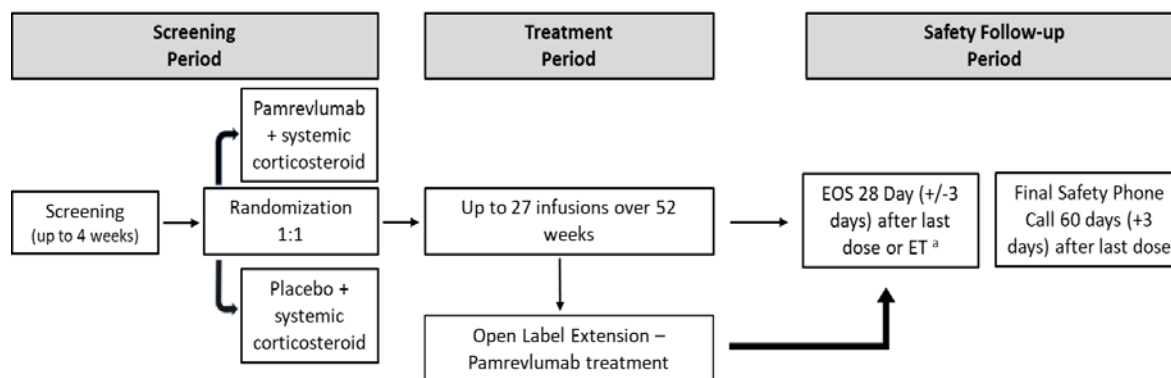 Screening
Period
Treatment
Period
Safety Follow-up
Period
Pamrevlumab
+ systemic
corticosteroid
Screening
(up to 4 weeks)
Randomization
1:1
Up to 27 infusions over 52
weeks
EOS 28 Day (+/-3
days) after last
dose or ET a
Final Safety Phone
Call 60 days (+3
days) after last dose
Placebo +
systemic
corticosteroid
Open Label Extension –
Pamrevlumab treatment